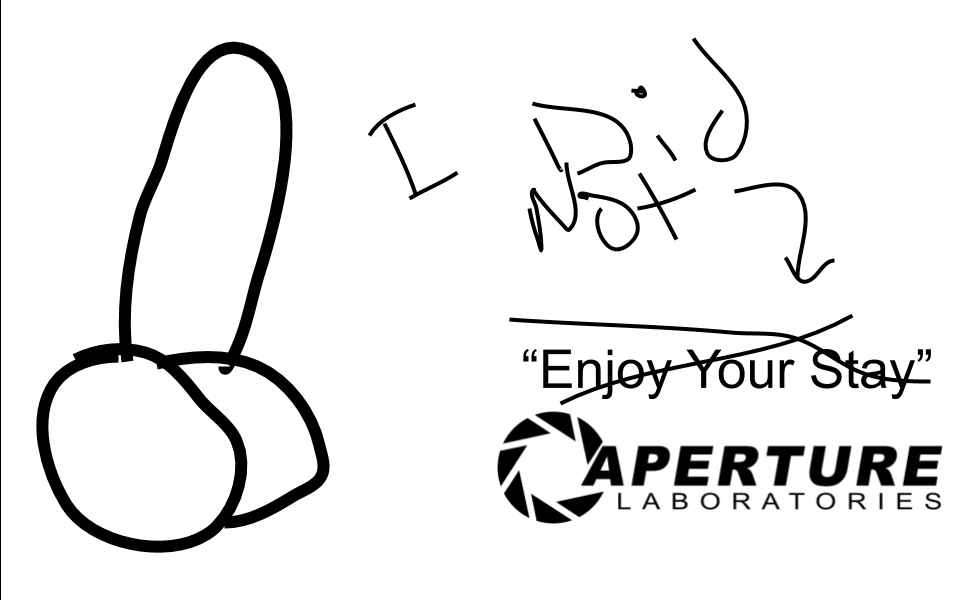 I Did
Not
“Enjoy Your Stay”
APERTURE
LABORATORIES